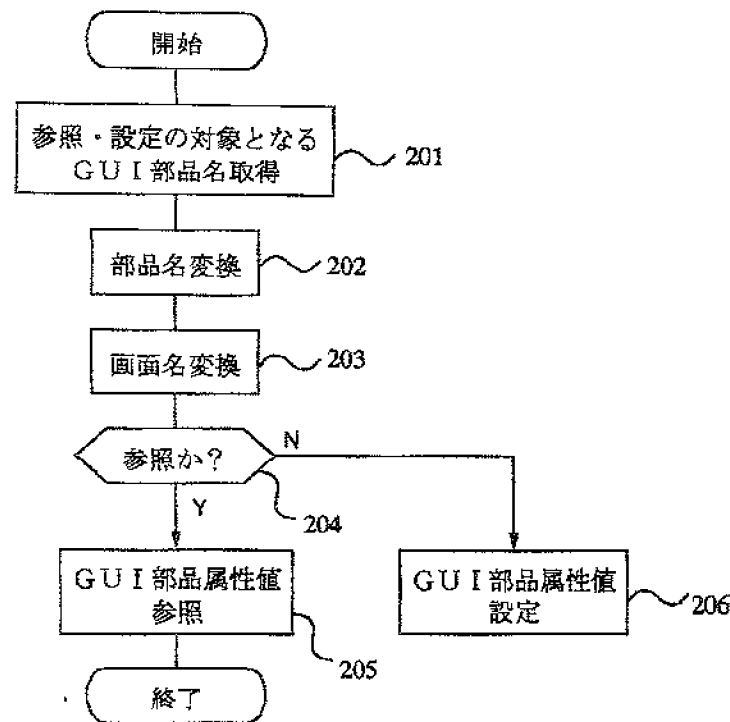 開始
参照・設定の対象となる
GUI部品名取得
201
部品名変換
202
画面名変換
203
参照か?
N
204
Y
GUI部品属性値
参照
205
GUI部品属性値
設定
206
終了